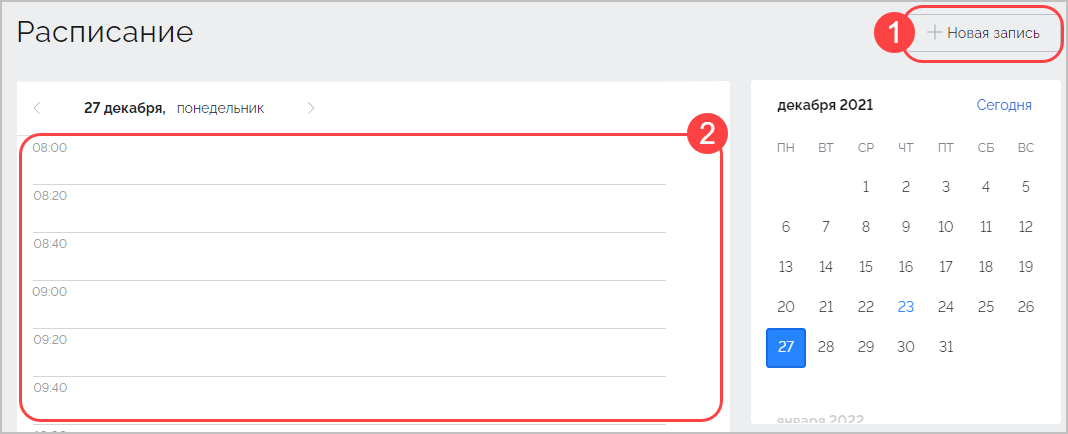 Расписание
1
Новая запись
27 декабря, понедельник
2
08:00
08:20
08:40
09:00
09:20
09:40
декабря 2021 Сегодня
ПН ВТ СР ЧТ ПТ СБ ВС
1 2 3 4 5
6 7 8 9 10 11 12
13 14 15 16 17 18 19
20 21 22 23 24 25 26
27 28 29 30 31
января 2022